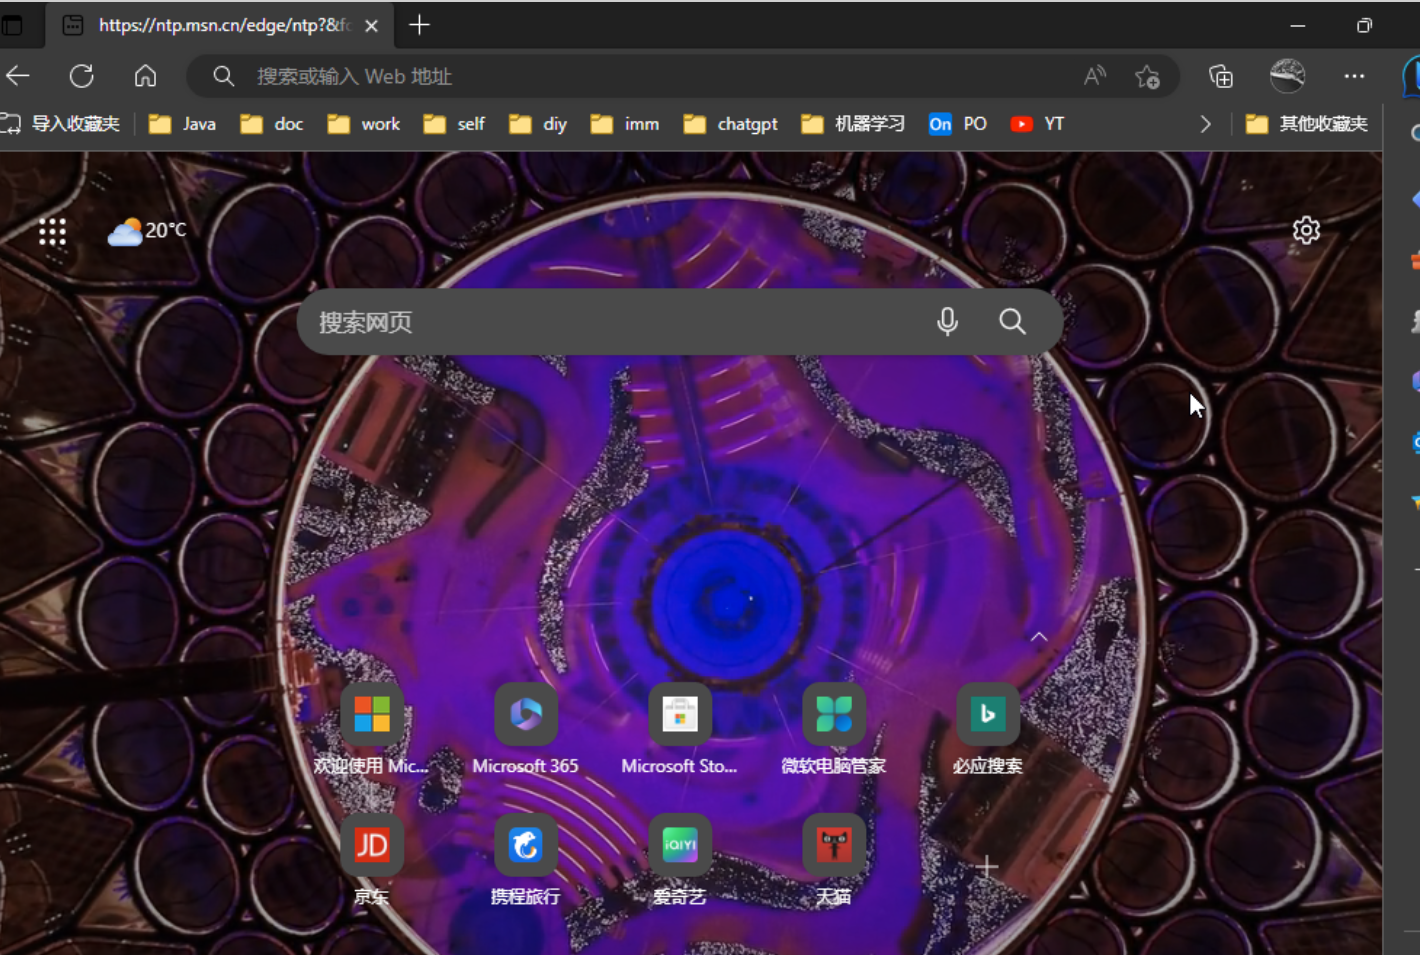 https://ntp.msn.cn/edge/ntp?&fc
搜索或输入 Web 地址
导入收藏夹 Java doc work self diy imm chatgpt 机器学习 On PO YT 其他收藏夹
20°C
搜索网页
欢迎使用 Mic... Microsoft 365 Microsoft Sto... 微软电脑管家 必应搜索
JD iQIYI
京东 携程旅行 爱奇艺 天猫